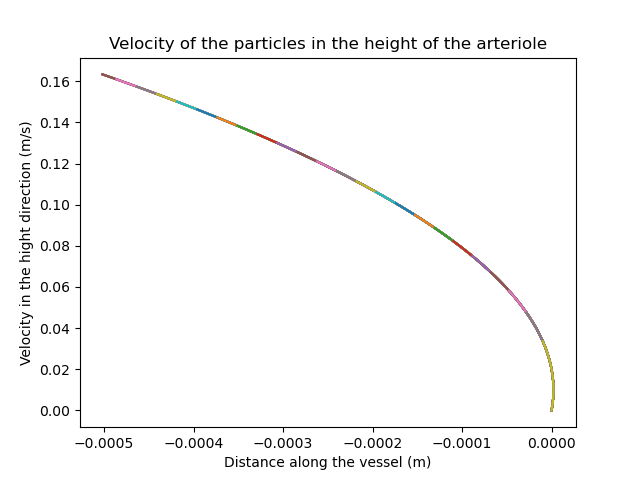 Velocity of the particles in the height of the arteriole
Velocity in the hight direction (m/s)
0.16
0.14
0.12
0.10
0.08
0.06
0.04
0.02
0.00
−0.0005 −0.0004 −0.0003 −0.0002 −0.0001 0.0000
Distance along the vessel (m)